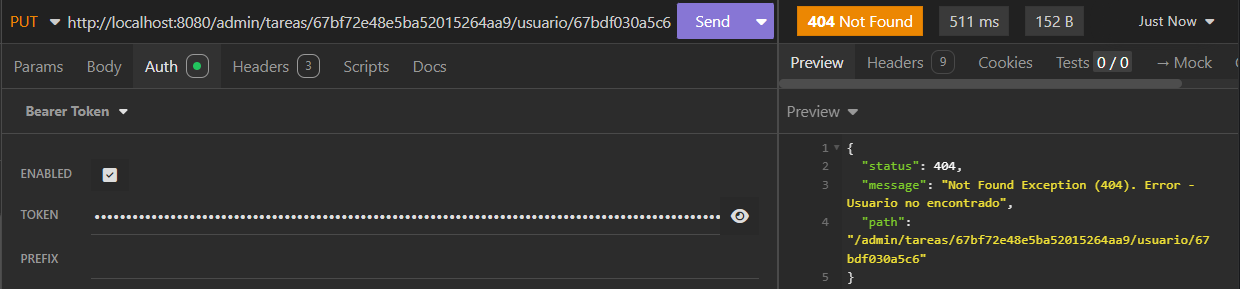 PUT http://localhost:8080/admin/tareas/67bf72e48e5ba52015264aa9/usuario/67bdf030a5c6 Send
Params Body Auth Headers 3 Scripts Docs
Bearer Token
ENABLED
TOKEN ••••••••••••••••••••••••••••••••••••••••••••••••••••••••••••••••••••••••••••••••••••••••••••••••••••
PREFIX
404 Not Found 511 ms 152 B Just Now
Preview Headers 9 Cookies Tests 0 / 0 → Mock
Preview
1 {
2 "status": 404,
3 "message": "Not Found Exception (404). Error -
Usuario no encontrado",
4 "path":
"/admin/tareas/67bf72e48e5ba52015264aa9/usuario/67
bdf030a5c6"
5 }